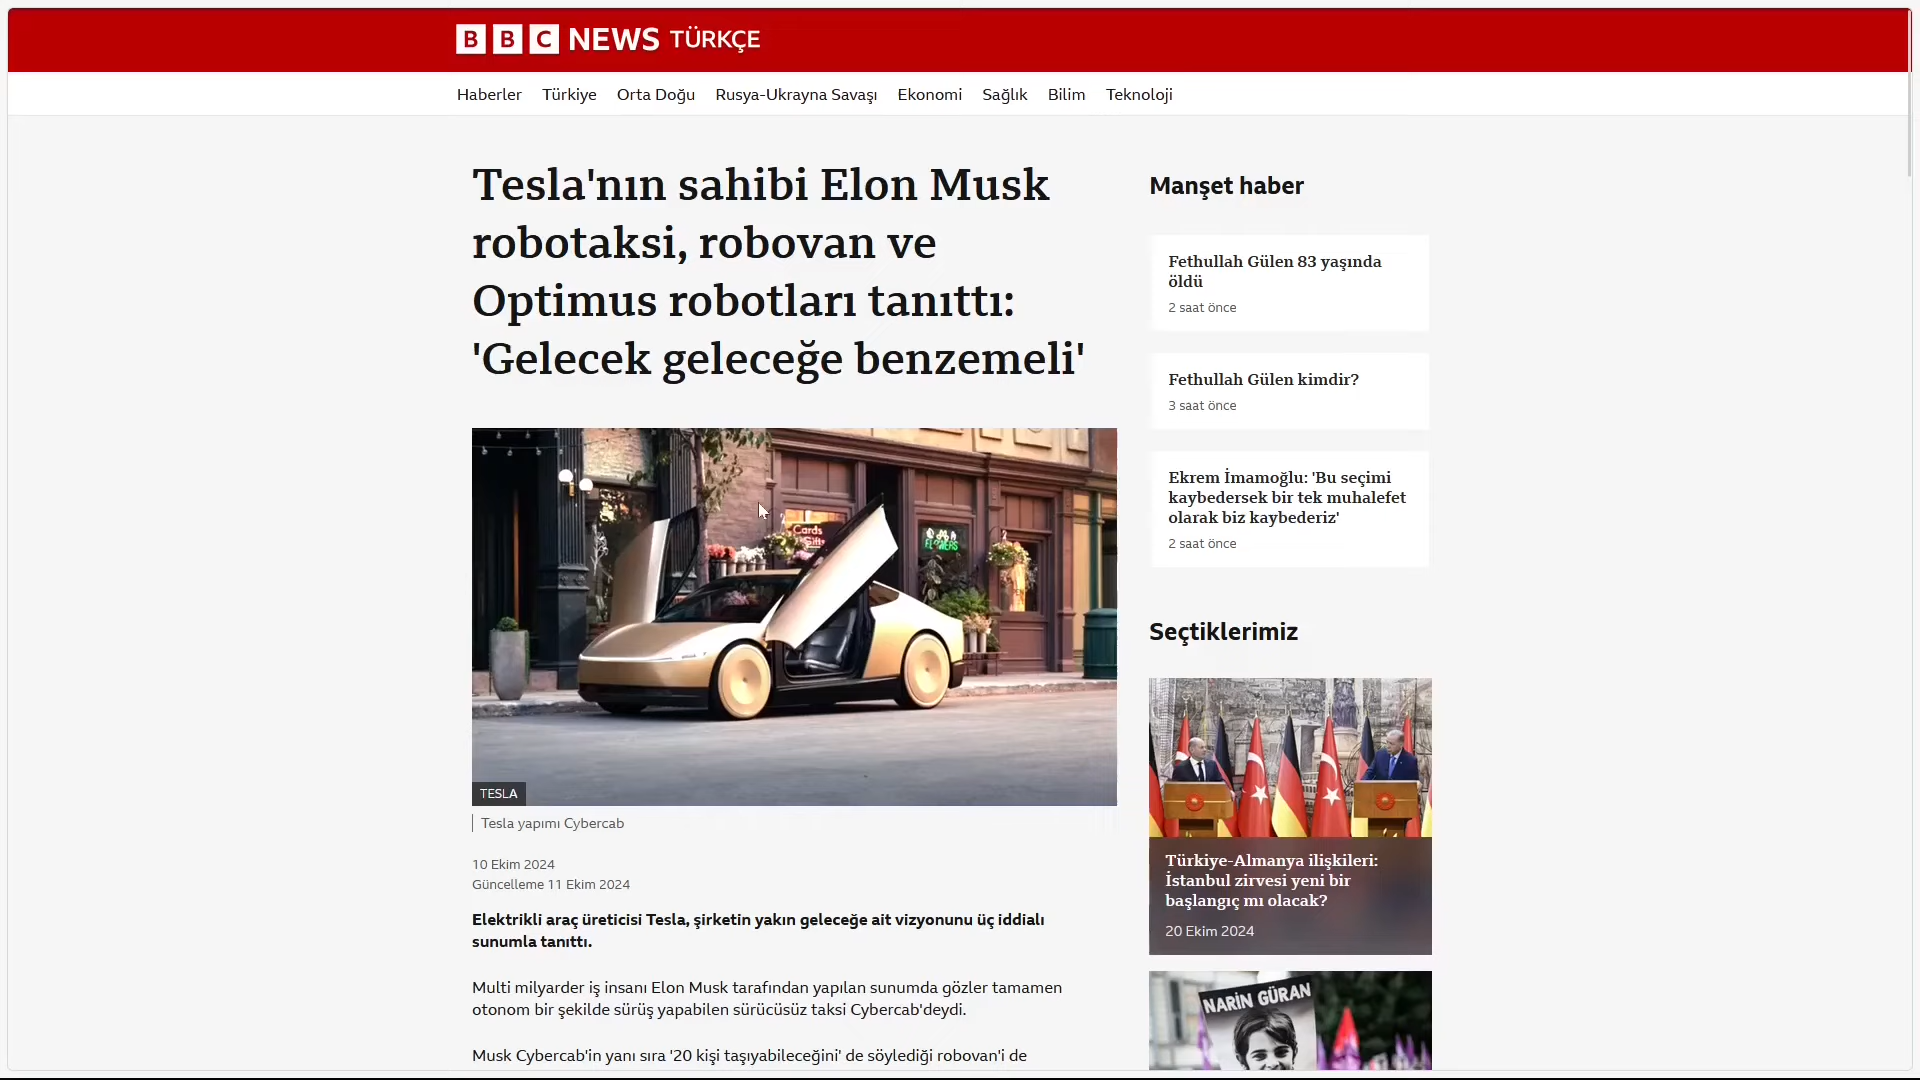 BBC NEWS TÜRKÇE
Haberler Türkiye Orta Doğu Rusya-Ukrayna Savaşı Ekonomi Sağlık Bilim Teknoloji
Tesla'nın sahibi Elon Musk
robotaksi, robovan ve
Optimus robotları tanıttı:
'Gelecek geleceğe benzemeli'
Cards
Gifts
FLOWERS
TESLA
Tesla yapımı Cybercab
10 Ekim 2024
Güncelleme 11 Ekim 2024
Elektrikli araç üreticisi Tesla, şirketin yakın geleceğe ait vizyonunu üç iddialı
sunumla tanıttı.
Multi milyarder iş insanı Elon Musk tarafından yapılan sunumda gözler tamamen
otonom bir şekilde sürüş yapabilen sürücüsüz taksi Cybercab'deydi.
Musk Cybercab'in yanı sıra '20 kişi taşıyabileceğini' de söylediği robovan'i de
Manşet haber
Fethullah Gülen 83 yaşında
öldü
2 saat önce
Fethullah Gülen kimdir?
3 saat önce
Ekrem İmamoğlu: 'Bu seçimi
kaybedersek bir tek muhalefet
olarak biz kaybederiz'
2 saat önce
Seçtiklerimiz
Türkiye-Almanya ilişkileri:
İstanbul zirvesi yeni bir
başlangıç mı olacak?
20 Ekim 2024
NARİN GÜRAN